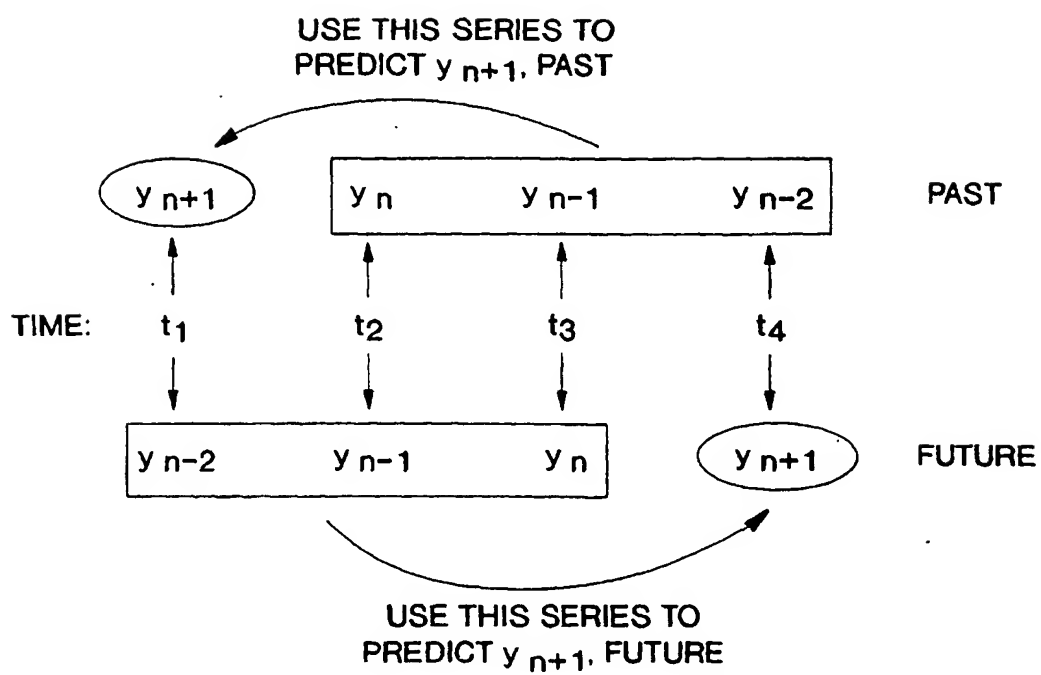 USE THIS SERIES TO
PREDICT y n+1, PAST
y n+1 y n y n-1 y n-2 PAST
TIME: t1 t2 t3 t4
y n-2 y n-1 y n y n+1 FUTURE
USE THIS SERIES TO
PREDICT y n+1, FUTURE